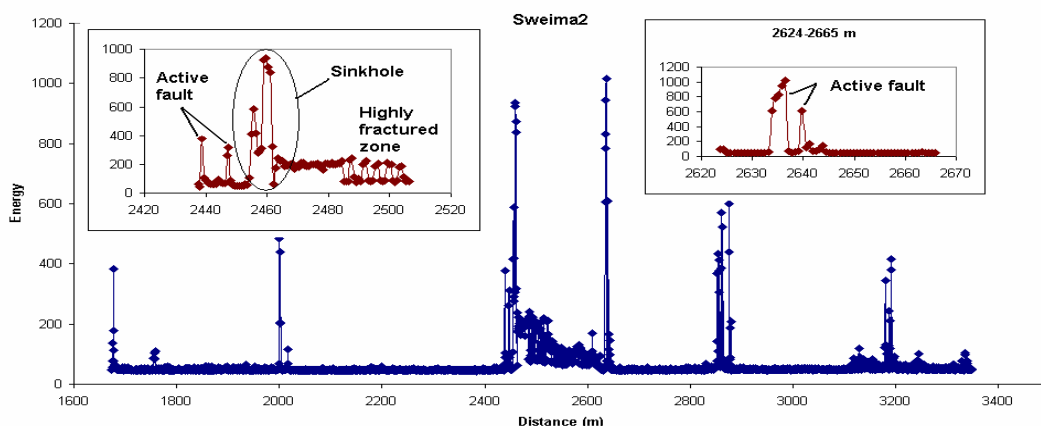 Sweima2
1200
1000
800
600
400
200
0
Energy
1600 1800 2000 2200 2400 2600 2800 3000 3200 3400
Distance (m)
1000
800
600
400
200
0
2420 2440 2460 2480 2500 2520
Active
fault
Sinkhole
Highly
fractured
zone
2624-2665 m
1200
1000
800
600
400
200
0
2620 2630 2640 2650 2660 2670
Active fault